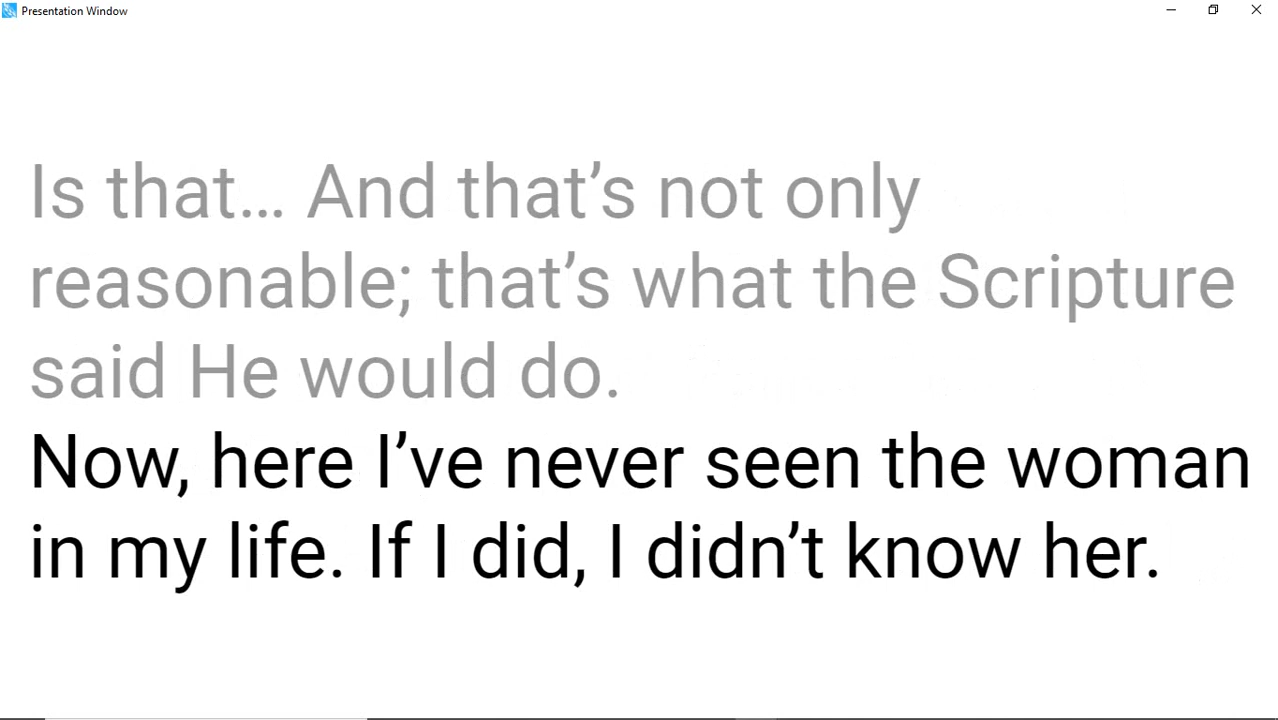 Presentation Window
Is that… And that’s not only
reasonable; that’s what the Scripture
said He would do.
Now, here I’ve never seen the woman
in my life. If I did, I didn’t know her.